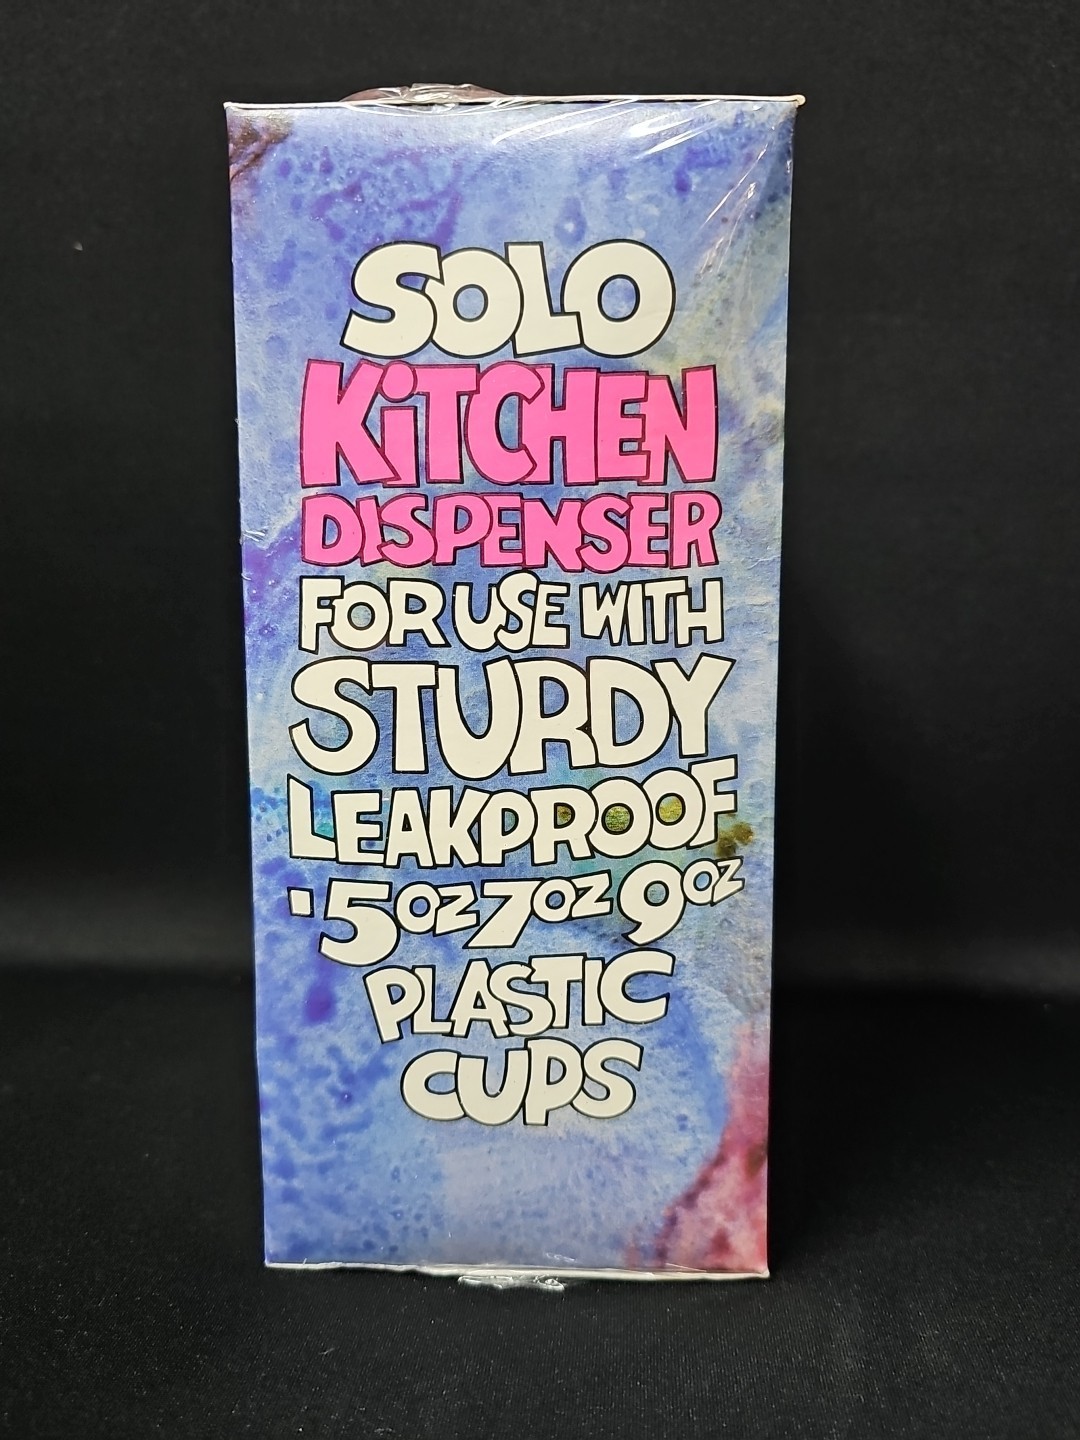 SOLO
KiTCHEN
DISPENSER
FOR USE WITH
STURDY
LEAKPROOF
'5oz 7oz 9oz
PLASTIC
CUPS